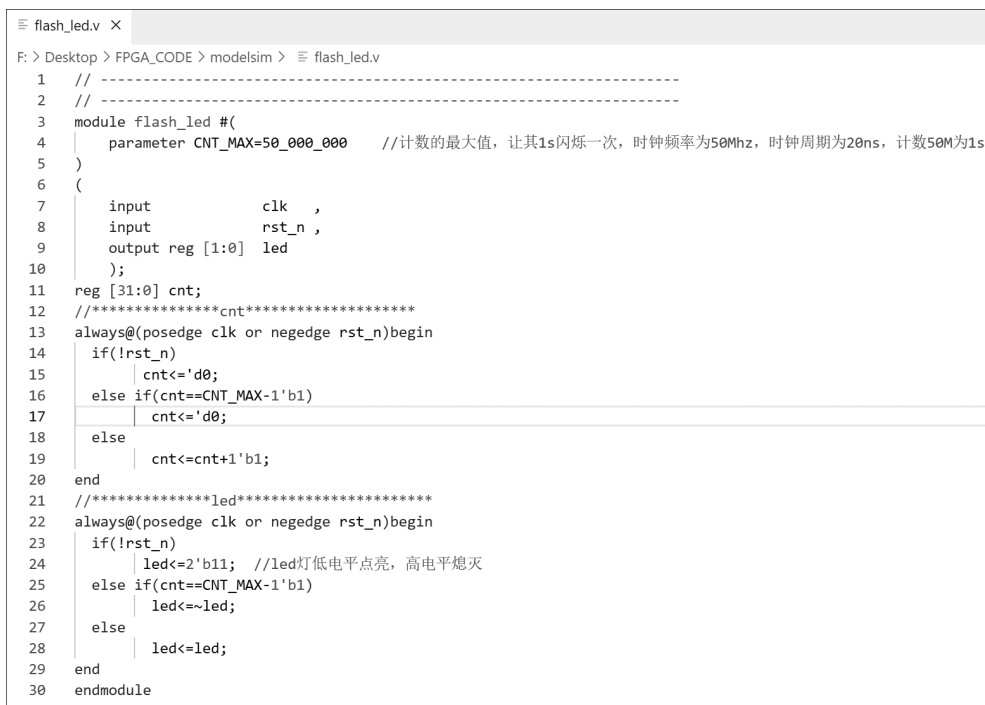 flash_led.v
F: > Desktop > FPGA_CODE > modelsim > flash_led.v
1 // --------------------------------------------------------------------
2 // --------------------------------------------------------------------
3 module flash_led #(
4 parameter CNT_MAX=50_000_000 //计数的最大值，让其1s闪烁一次，时钟频率为50Mhz，时钟周期为20ns，计数50M为1s
5 )
6 (
7 input clk ,
8 input rst_n ,
9 output reg [1:0] led
10 );
11 reg [31:0] cnt;
12 //***************cnt********************
13 always@(posedge clk or negedge rst_n)begin
14 if(!rst_n)
15 cnt<='d0;
16 else if(cnt==CNT_MAX-1'b1)
17 cnt<='d0;
18 else
19 cnt<=cnt+1'b1;
20 end
21 //**************led***********************
22 always@(posedge clk or negedge rst_n)begin
23 if(!rst_n)
24 led<=2'b11; //led灯低电平点亮，高电平熄灭
25 else if(cnt==CNT_MAX-1'b1)
26 led<=~led;
27 else
28 led<=led;
29 end
30 endmodule